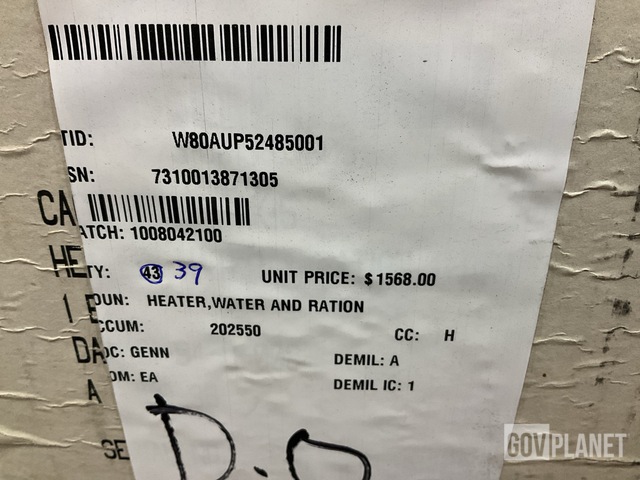 TID: W80AUP52485001
SN: 7310013871305
CA
ATCH: 1008042100
HE
TY: 43 39 UNIT PRICE: $1568.00
1 E
OUN: HEATER,WATER AND RATION
CCUM: 202550 CC: H
DA
OC: GENN DEMIL: A
A
OM: EA DEMIL IC: 1
D.O
SE
GOVPLANET